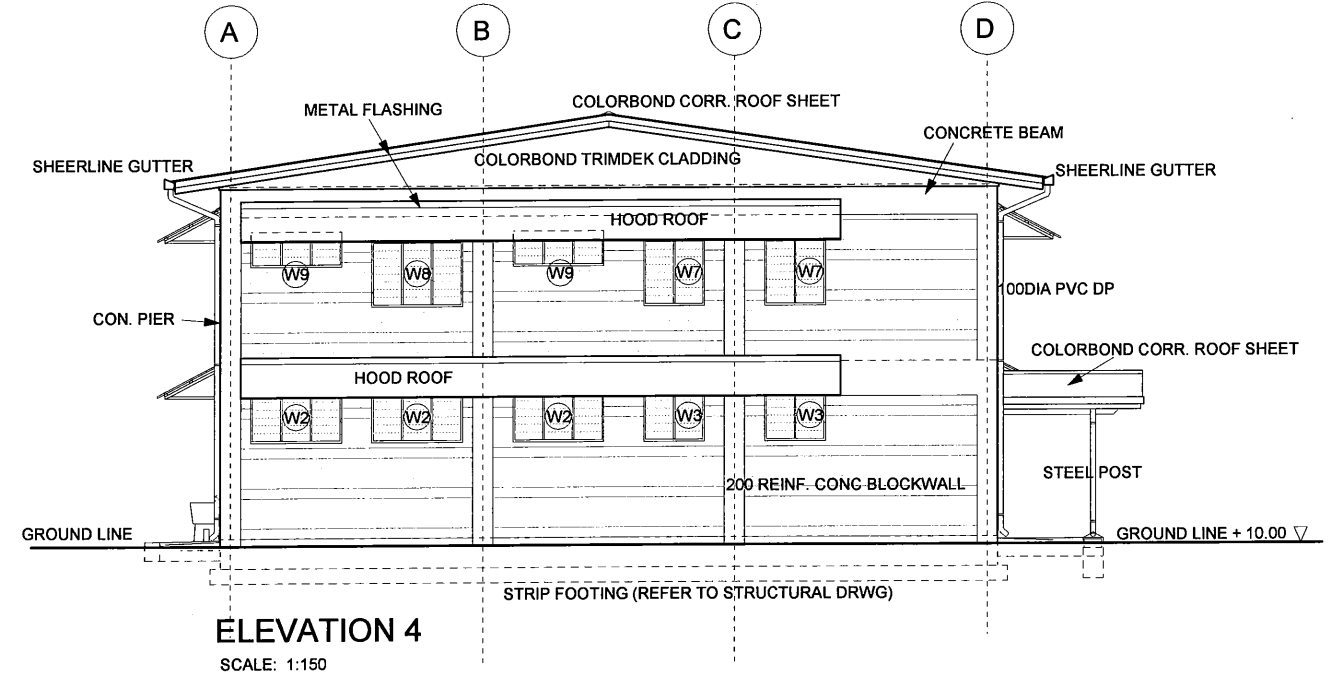 A
B
C
D
METAL FLASHING
COLORBOND CORR. ROOF SHEET
CONCRETE BEAM
SHEERLINE GUTTER
COLORBOND TRIMDEK CLADDING
SHEERLINE GUTTER
HOOD ROOF
W9
W8
W9
W7
W7
100DIA PVC DP
CON. PIER
COLORBOND CORR. ROOF SHEET
HOOD ROOF
W2
W2
W2
W3
W3
STEEL POST
200 REINF. CONC BLOCKWALL
GROUND LINE
GROUND LINE + 10.00
STRIP FOOTING (REFER TO STRUCTURAL DRWG)
ELEVATION 4
SCALE: 1:150